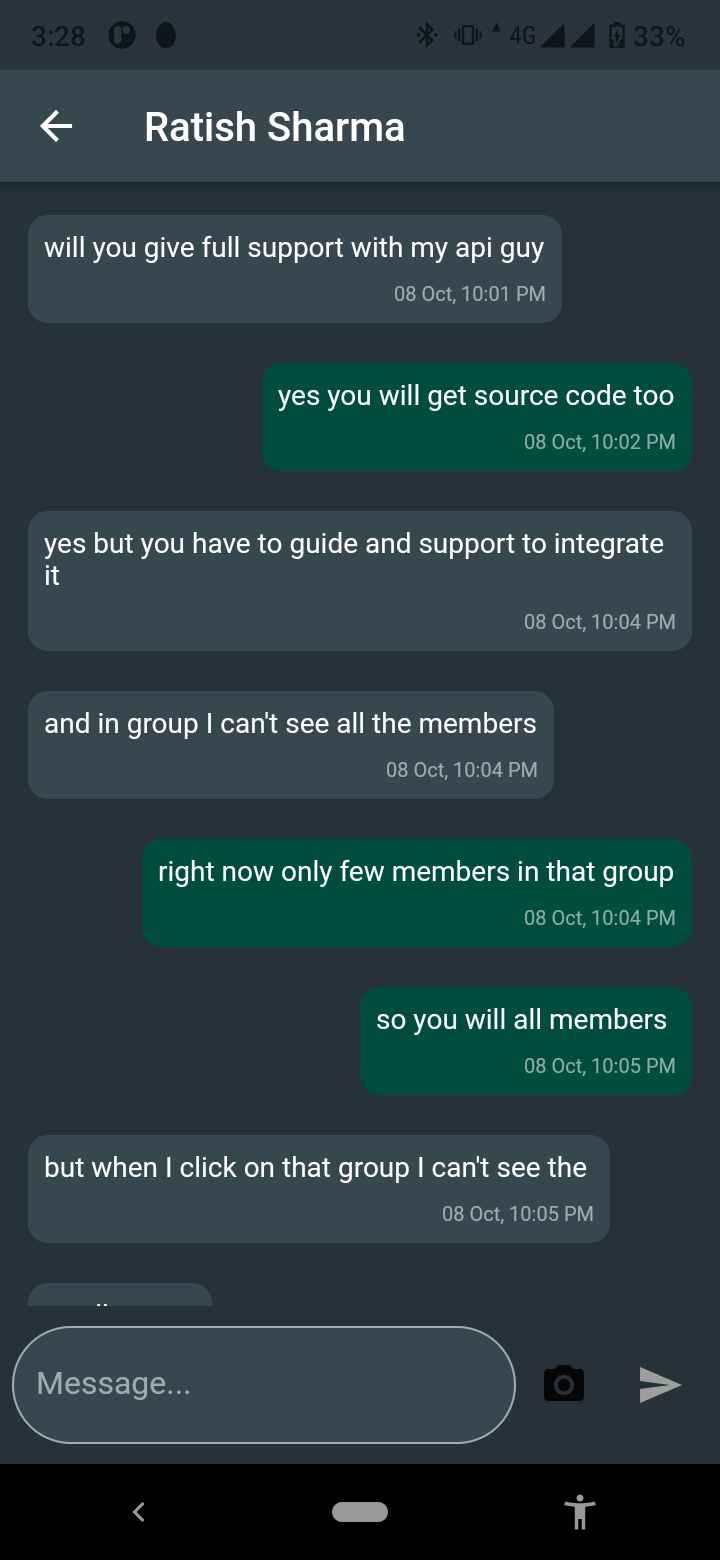 3:28 4G 33%
Ratish Sharma
will you give full support with my api guy
08 Oct, 10:01 PM
yes you will get source code too
08 Oct, 10:02 PM
yes but you have to guide and support to integrate
it
08 Oct, 10:04 PM
and in group I can't see all the members
08 Oct, 10:04 PM
right now only few members in that group
08 Oct, 10:04 PM
so you will all members
08 Oct, 10:05 PM
but when I click on that group I can't see the
08 Oct, 10:05 PM
Message...